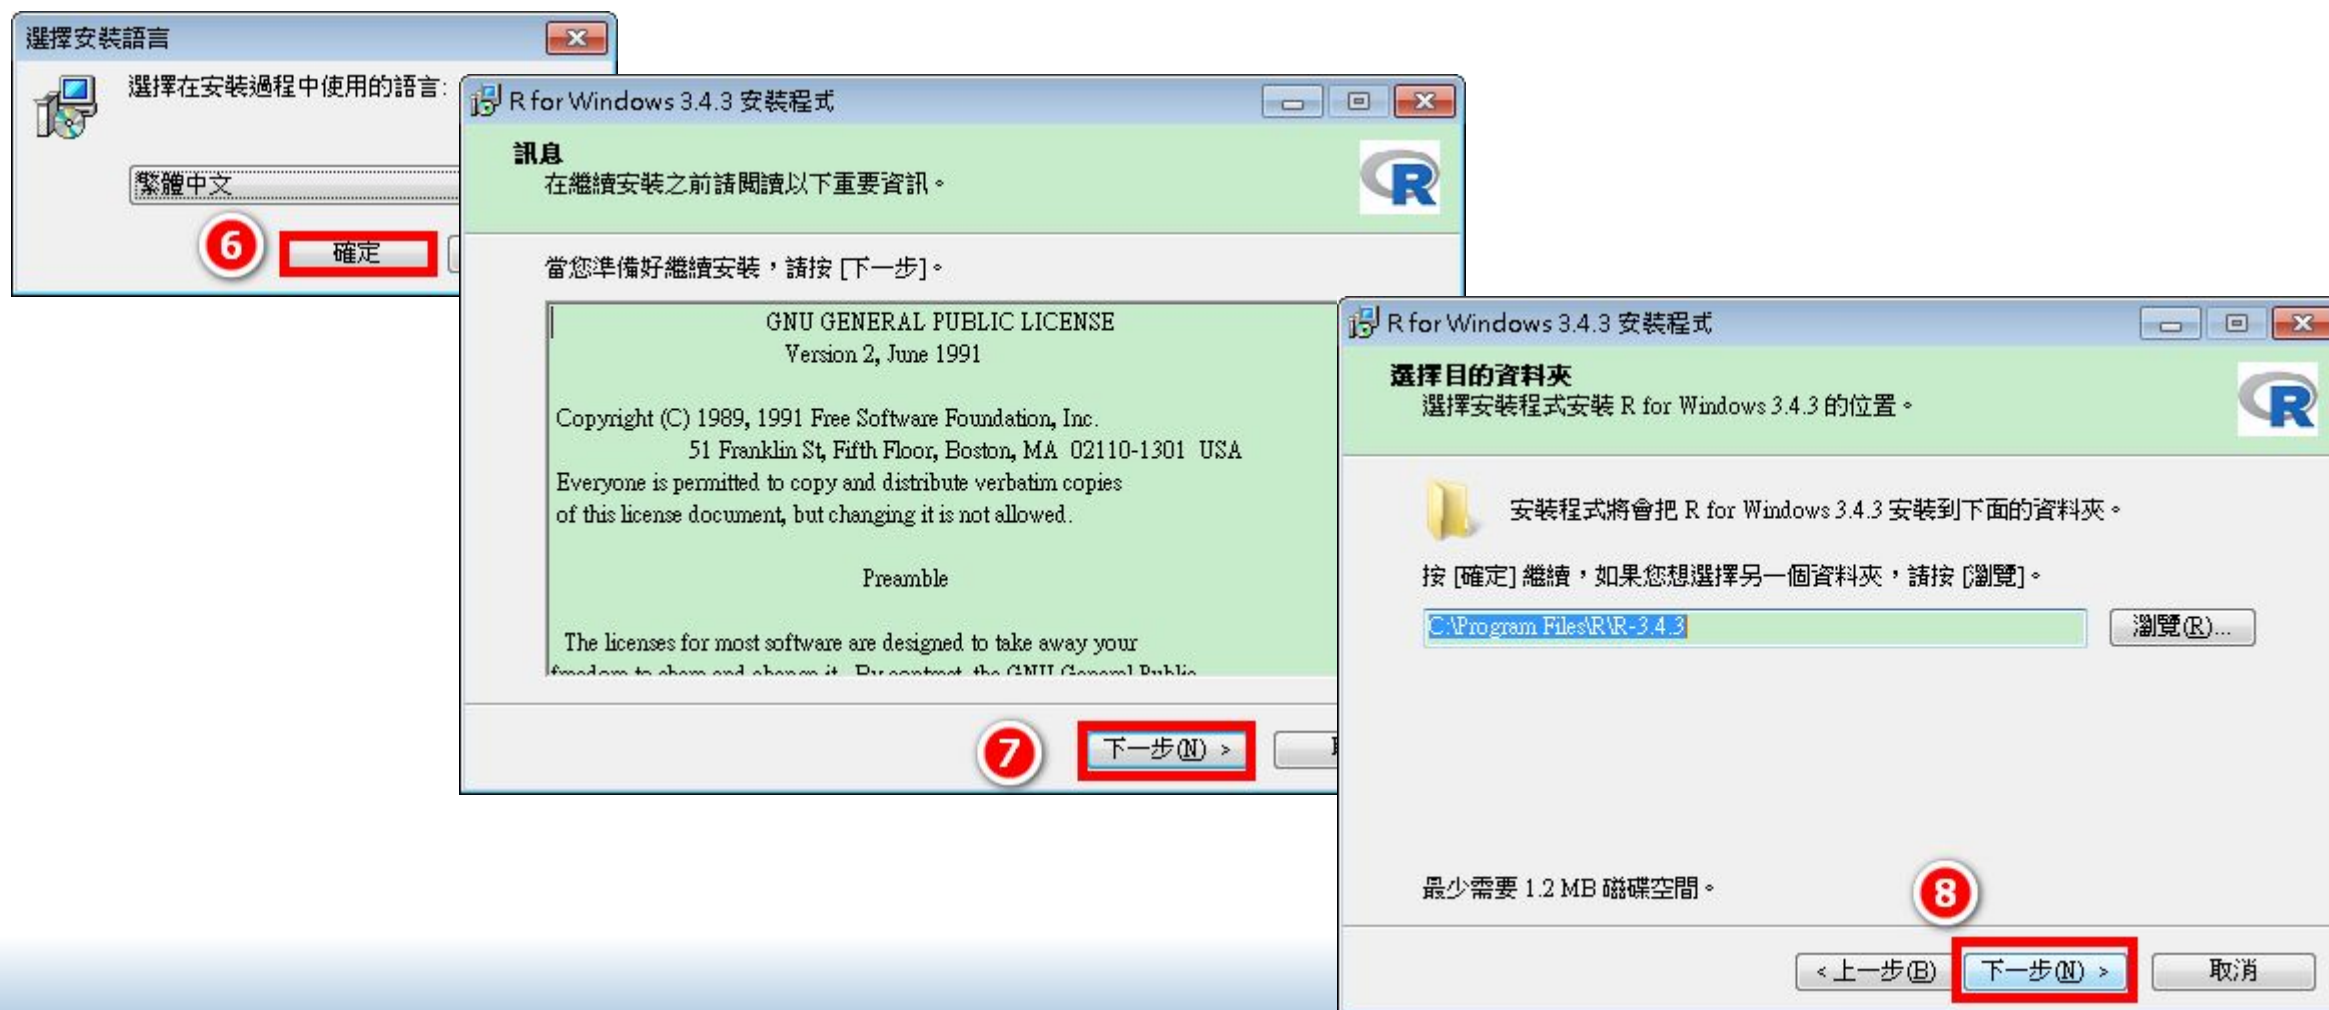 選擇安裝語言
選擇在安裝過程中使用的語言:
繁體中文
6
確定
R for Windows 3.4.3 安裝程式
訊息
在繼續安裝之前請閱讀以下重要資訊。
R
當您準備好繼續安裝,請按 [下一步]。
GNU GENERAL PUBLIC LICENSE
Version 2, June 1991
Copyright (C) 1989, 1991 Free Software Foundation, Inc.
51 Franklin St, Fifth Floor, Boston, MA 02110-1301 USA
Everyone is permitted to copy and distribute verbatim copies
of this license document, but changing it is not allowed.
Preamble
The licenses for most software are designed to take away your
freedom to share and change it. By contrast, the GNU General Public
7
下一步(N) >
R for Windows 3.4.3 安裝程式
選擇目的資料夾
選擇安裝程式安裝 R for Windows 3.4.3 的位置。
R
安裝程式將會把 R for Windows 3.4.3 安裝到下面的資料夾。
按 [確定] 繼續,如果您想選擇另一個資料夾,請按 [瀏覽]。
C:\Program Files\R\R-3.4.3
瀏覽(R)...
最少需要 1.2 MB 磁碟空間。
8
< 上一步(B)
下一步(N) >
取消